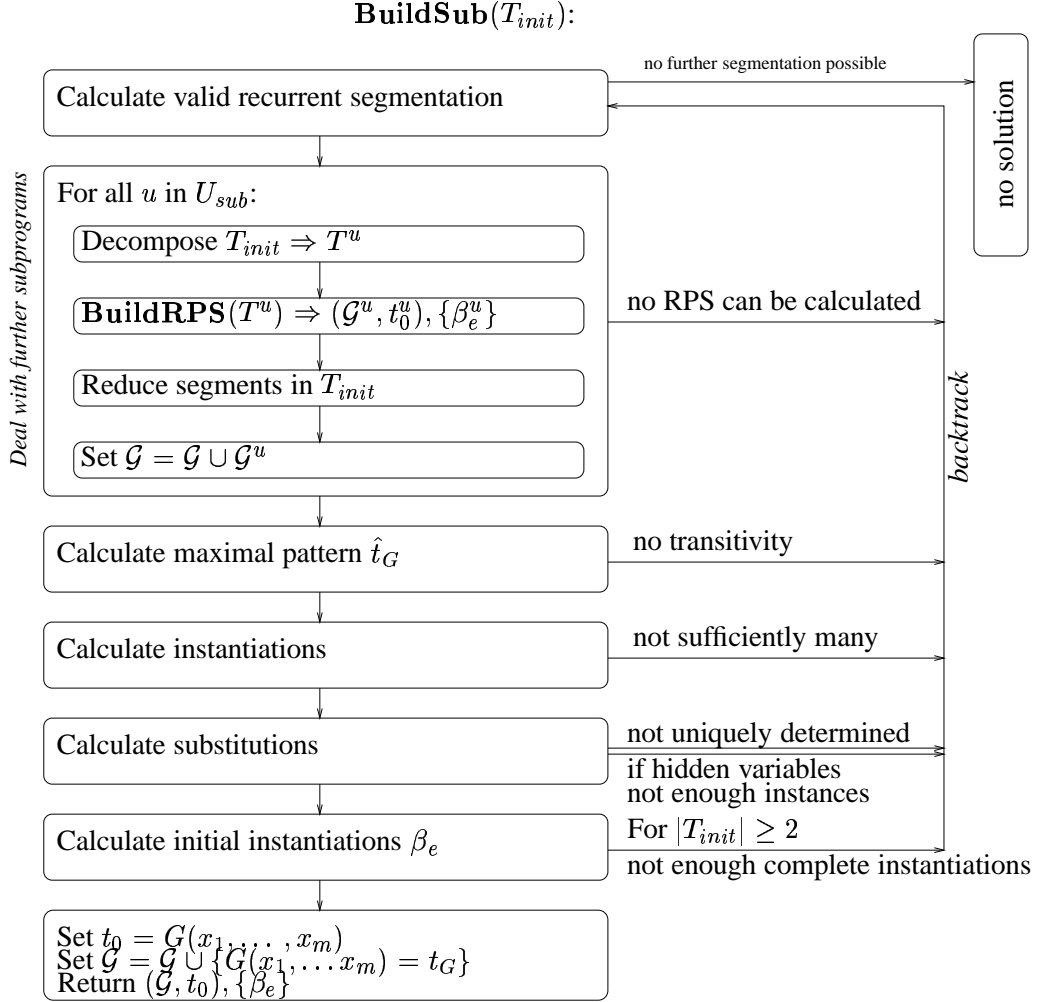 BuildSub(T_init):
no further segmentation possible
Calculate valid recurrent segmentation
no solution
Deal with further subprograms
For all u in U_sub:
Decompose T_init ⇒ T^u
BuildRPS(T^u) ⇒ (𝒢^u, t_0^u), {β_e^u}
no RPS can be calculated
Reduce segments in T_init
backtrack
Set 𝒢 = 𝒢 ∪ 𝒢^u
Calculate maximal pattern t̂_G
no transitivity
Calculate instantiations
not sufficiently many
Calculate substitutions
not uniquely determined
if hidden variables
not enough instances
Calculate initial instantiations β_e
For |T_init| ≥ 2
not enough complete instantiations
Set t_0 = G(x_1, ... , x_m)
Set 𝒢 = 𝒢 ∪ {G(x_1, ... x_m) = t_G}
Return (𝒢, t_0), {β_e}